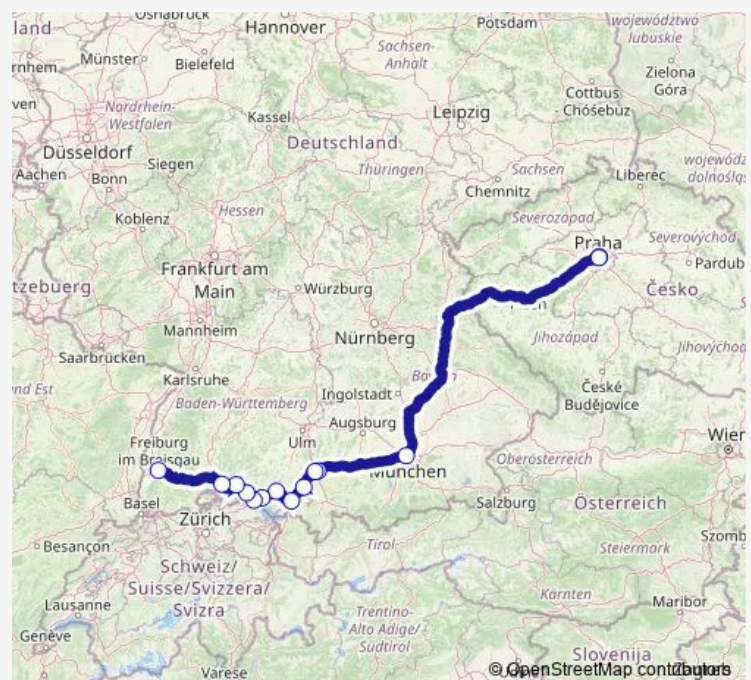 Osnabrück
Hannover
Potsdam
województwo
lubuskie
land
Münster
Bielefeld
Sachsen-
Anhalt
Zielona
Góra
Cottbus
- Chóśebuz
Nordrhein-
Westfalen
Kassel
Leipzig
Düsseldorf
Deutschland
Siegen
Aachen
Bonn
Thüringen
Sachsen
Liberec
Chemnitz
Hessen
Koblenz
Severozápad
Praha
Severovýchod
Frankfurt am
Main
Pardub
Česko
Würzburg
Mannheim
Nürnberg
Jihozápad
Jihovýchod
Saarbrücken
Karlsruhe
Ingolstadt
České
Budějovice
Baden-Württemberg
Augsburg
Freiburg
im Breisgau
Ulm
Wien
München
Oberösterreich
Basel
Salzburg
Österreich
Zürich
Besançon
Tirol
Steiermark
Szomb
Schweiz/
Suisse/Svizzera/
Svizra
Kärnten
Maribor
Lausanne
Trentino-
Alto Adige/
Südtirol
Genève
Slovenija
Varese
© OpenStreetMap contributors